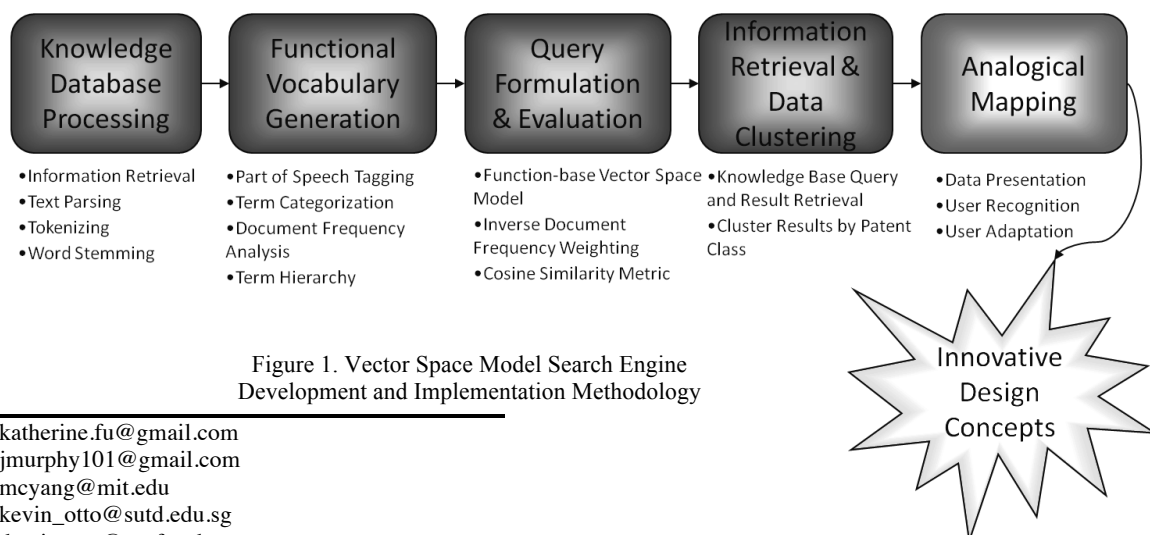 Knowledge
Database
Processing
•Information Retrieval
•Text Parsing
•Tokenizing
•Word Stemming
Functional
Vocabulary
Generation
•Part of Speech Tagging
•Term Categorization
•Document Frequency
Analysis
•Term Hierarchy
Query
Formulation
& Evaluation
•Function-base Vector Space
Model
•Inverse Document
Frequency Weighting
•Cosine Similarity Metric
Information
Retrieval &
Data
Clustering
•Knowledge Base Query
and Result Retrieval
•Cluster Results by Patent
Class
Analogical
Mapping
•Data Presentation
•User Recognition
•User Adaptation
Innovative
Design
Concepts
Figure 1. Vector Space Model Search Engine
Development and Implementation Methodology
katherine.fu@gmail.com
jmurphy101@gmail.com
mcyang@mit.edu
kevin_otto@sutd.edu.sg